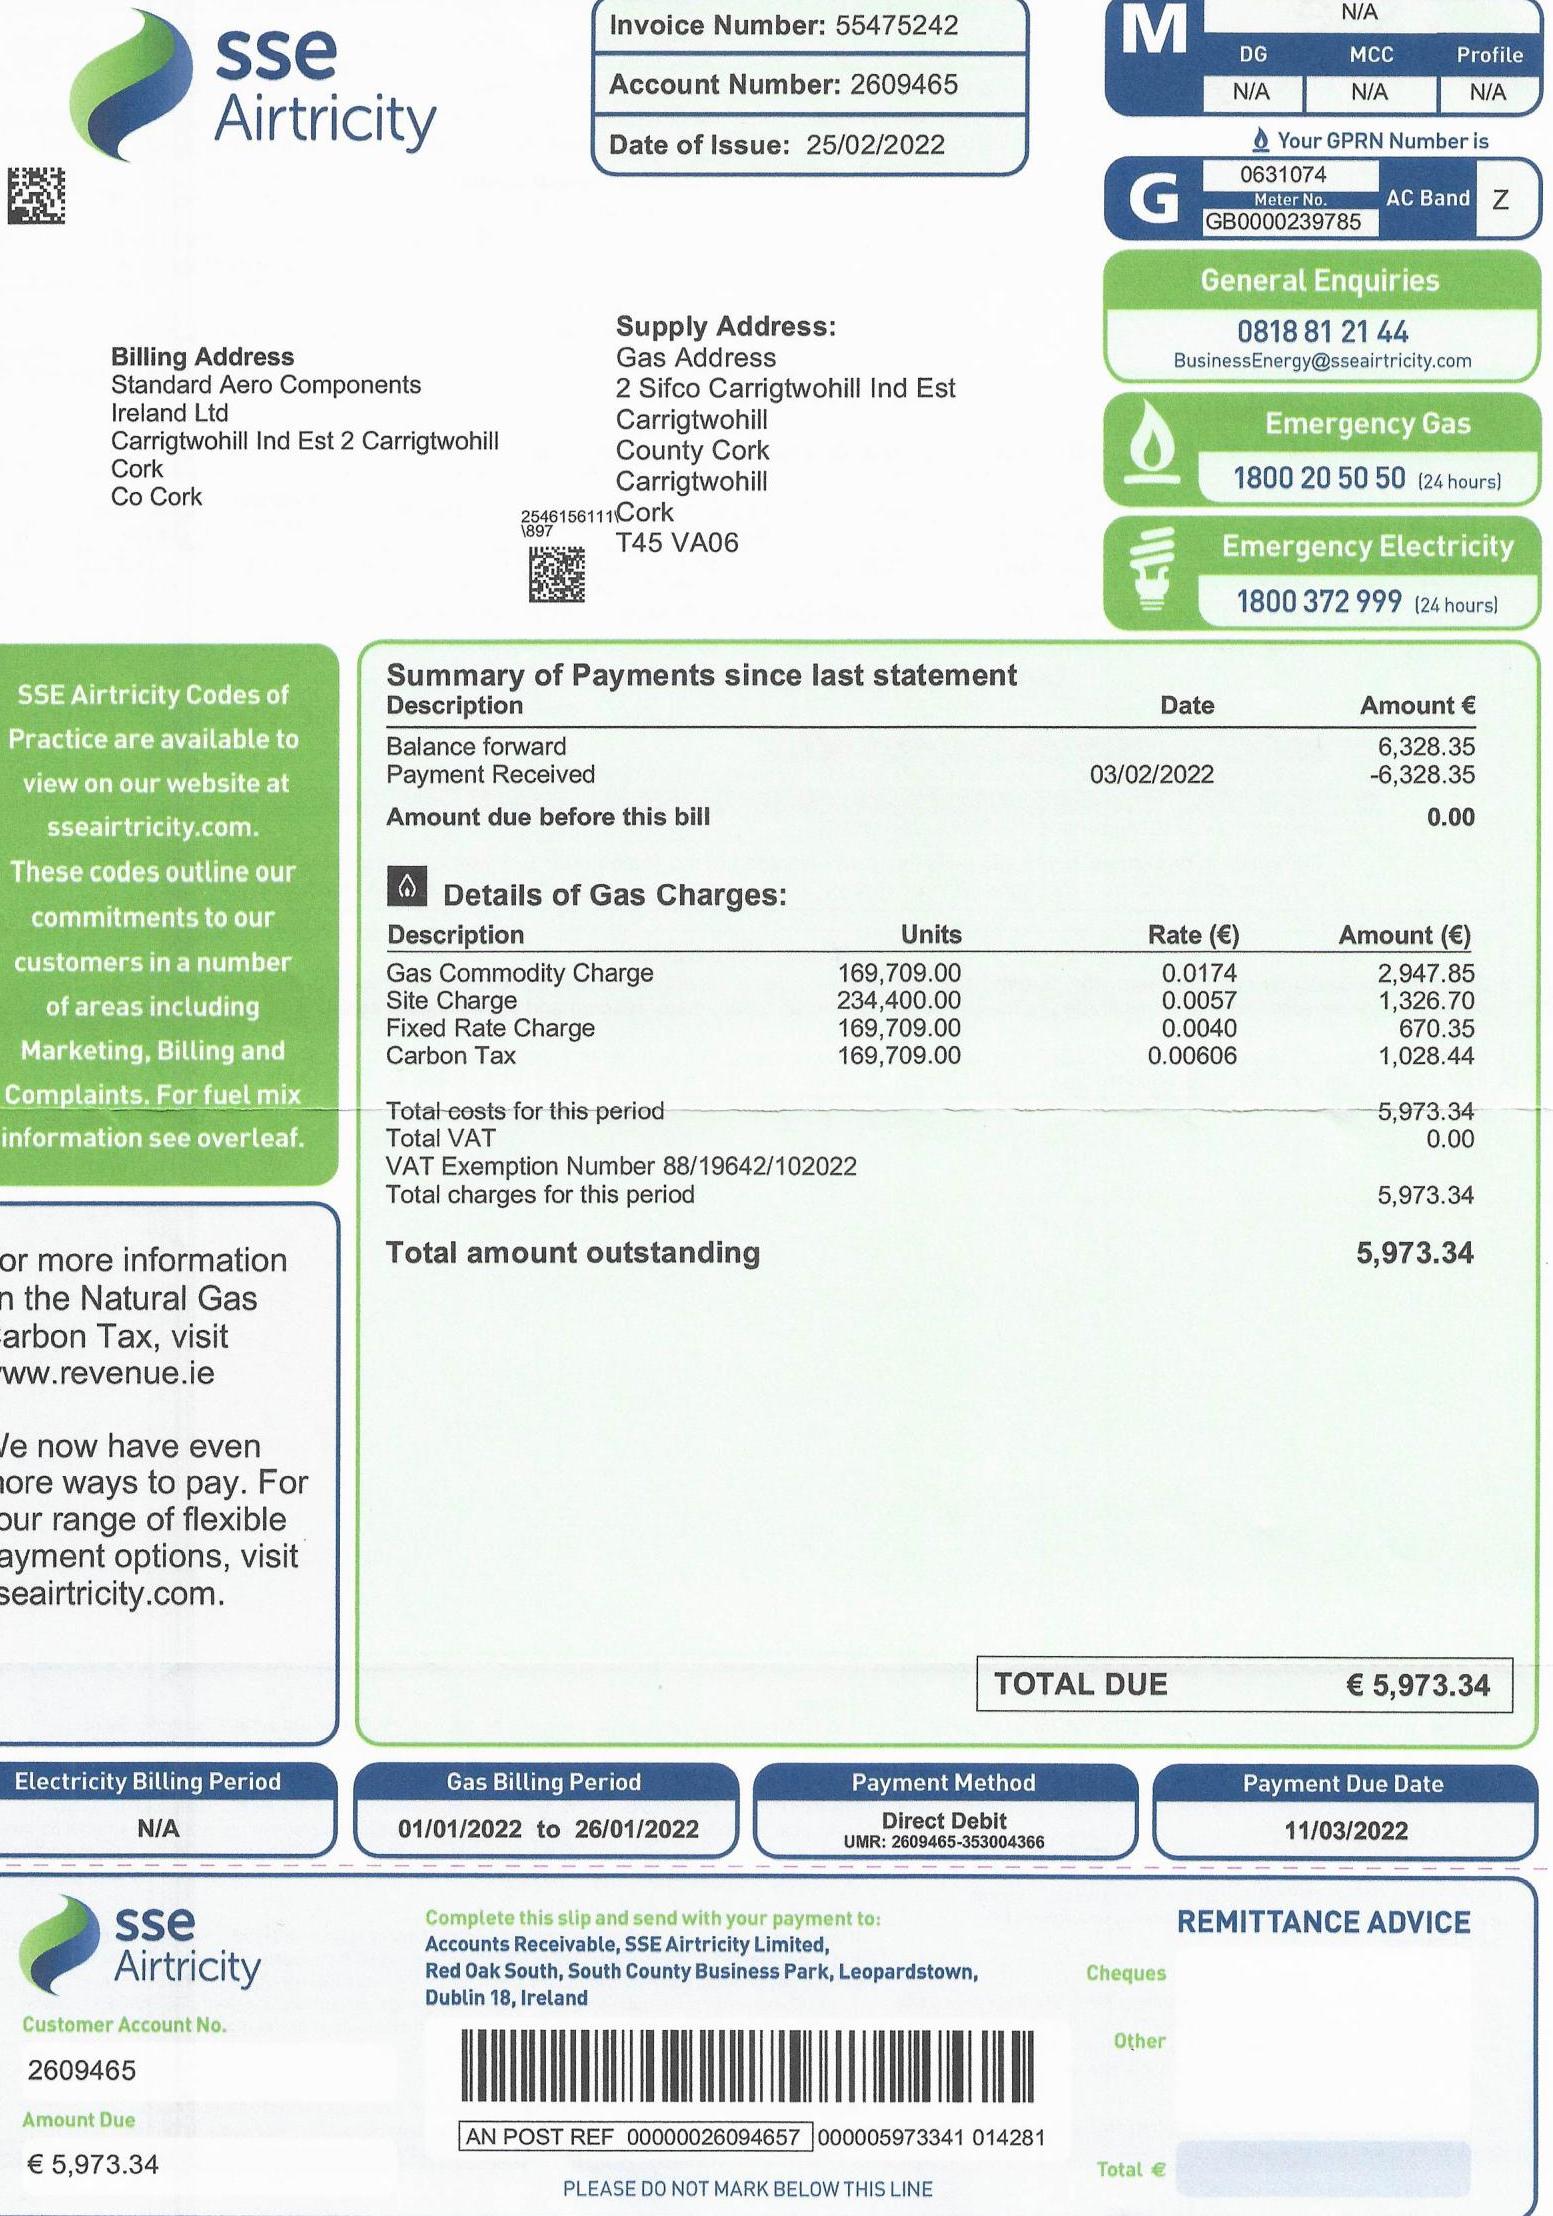 sse
Airtricity
Invoice Number: 55475242
Account Number: 2609465
Date of Issue: 25/02/2022
M
N/A
DG MCC Profile
N/A N/A N/A
Your GPRN Number is
G
0631074
Meter No.
GB0000239785
AC Band Z
General Enquiries
0818 81 21 44
BusinessEnergy@sseairtricity.com
Emergency Gas
1800 20 50 50 (24 hours)
Emergency Electricity
1800 372 999 (24 hours)
Billing Address
Standard Aero Components
Ireland Ltd
Carrigtwohill Ind Est 2 Carrigtwohill
Cork
Co Cork
Supply Address:
Gas Address
2 Sifco Carrigtwohill Ind Est
Carrigtwohill
County Cork
Carrigtwohill
Cork
T45 VA06
2546156111\
\897
SSE Airtricity Codes of
Practice are available to
view on our website at
sseairtricity.com.
These codes outline our
commitments to our
customers in a number
of areas including
Marketing, Billing and
Complaints. For fuel mix
information see overleaf.
Summary of Payments since last statement
Description Date Amount €
Balance forward 6,328.35
Payment Received 03/02/2022 -6,328.35
Amount due before this bill 0.00
Details of Gas Charges:
Description Units Rate (€) Amount (€)
Gas Commodity Charge 169,709.00 0.0174 2,947.85
Site Charge 234,400.00 0.0057 1,326.70
Fixed Rate Charge 169,709.00 0.0040 670.35
Carbon Tax 169,709.00 0.00606 1,028.44
Total costs for this period 5,973.34
Total VAT 0.00
VAT Exemption Number 88/19642/102022
Total charges for this period 5,973.34
Total amount outstanding 5,973.34
or more information
n the Natural Gas
arbon Tax, visit
ww.revenue.ie
e now have even
ore ways to pay. For
our range of flexible
ayment options, visit
seairtricity.com.
TOTAL DUE € 5,973.34
Electricity Billing Period
N/A
Gas Billing Period
01/01/2022 to 26/01/2022
Payment Method
Direct Debit
UMR: 2609465-353004366
Payment Due Date
11/03/2022
sse
Airtricity
Customer Account No.
2609465
Amount Due
€ 5,973.34
Complete this slip and send with your payment to:
Accounts Receivable, SSE Airtricity Limited,
Red Oak South, South County Business Park, Leopardstown,
Dublin 18, Ireland
AN POST REF 00000026094657 000005973341 014281
PLEASE DO NOT MARK BELOW THIS LINE
REMITTANCE ADVICE
Cheques
Other
Total €